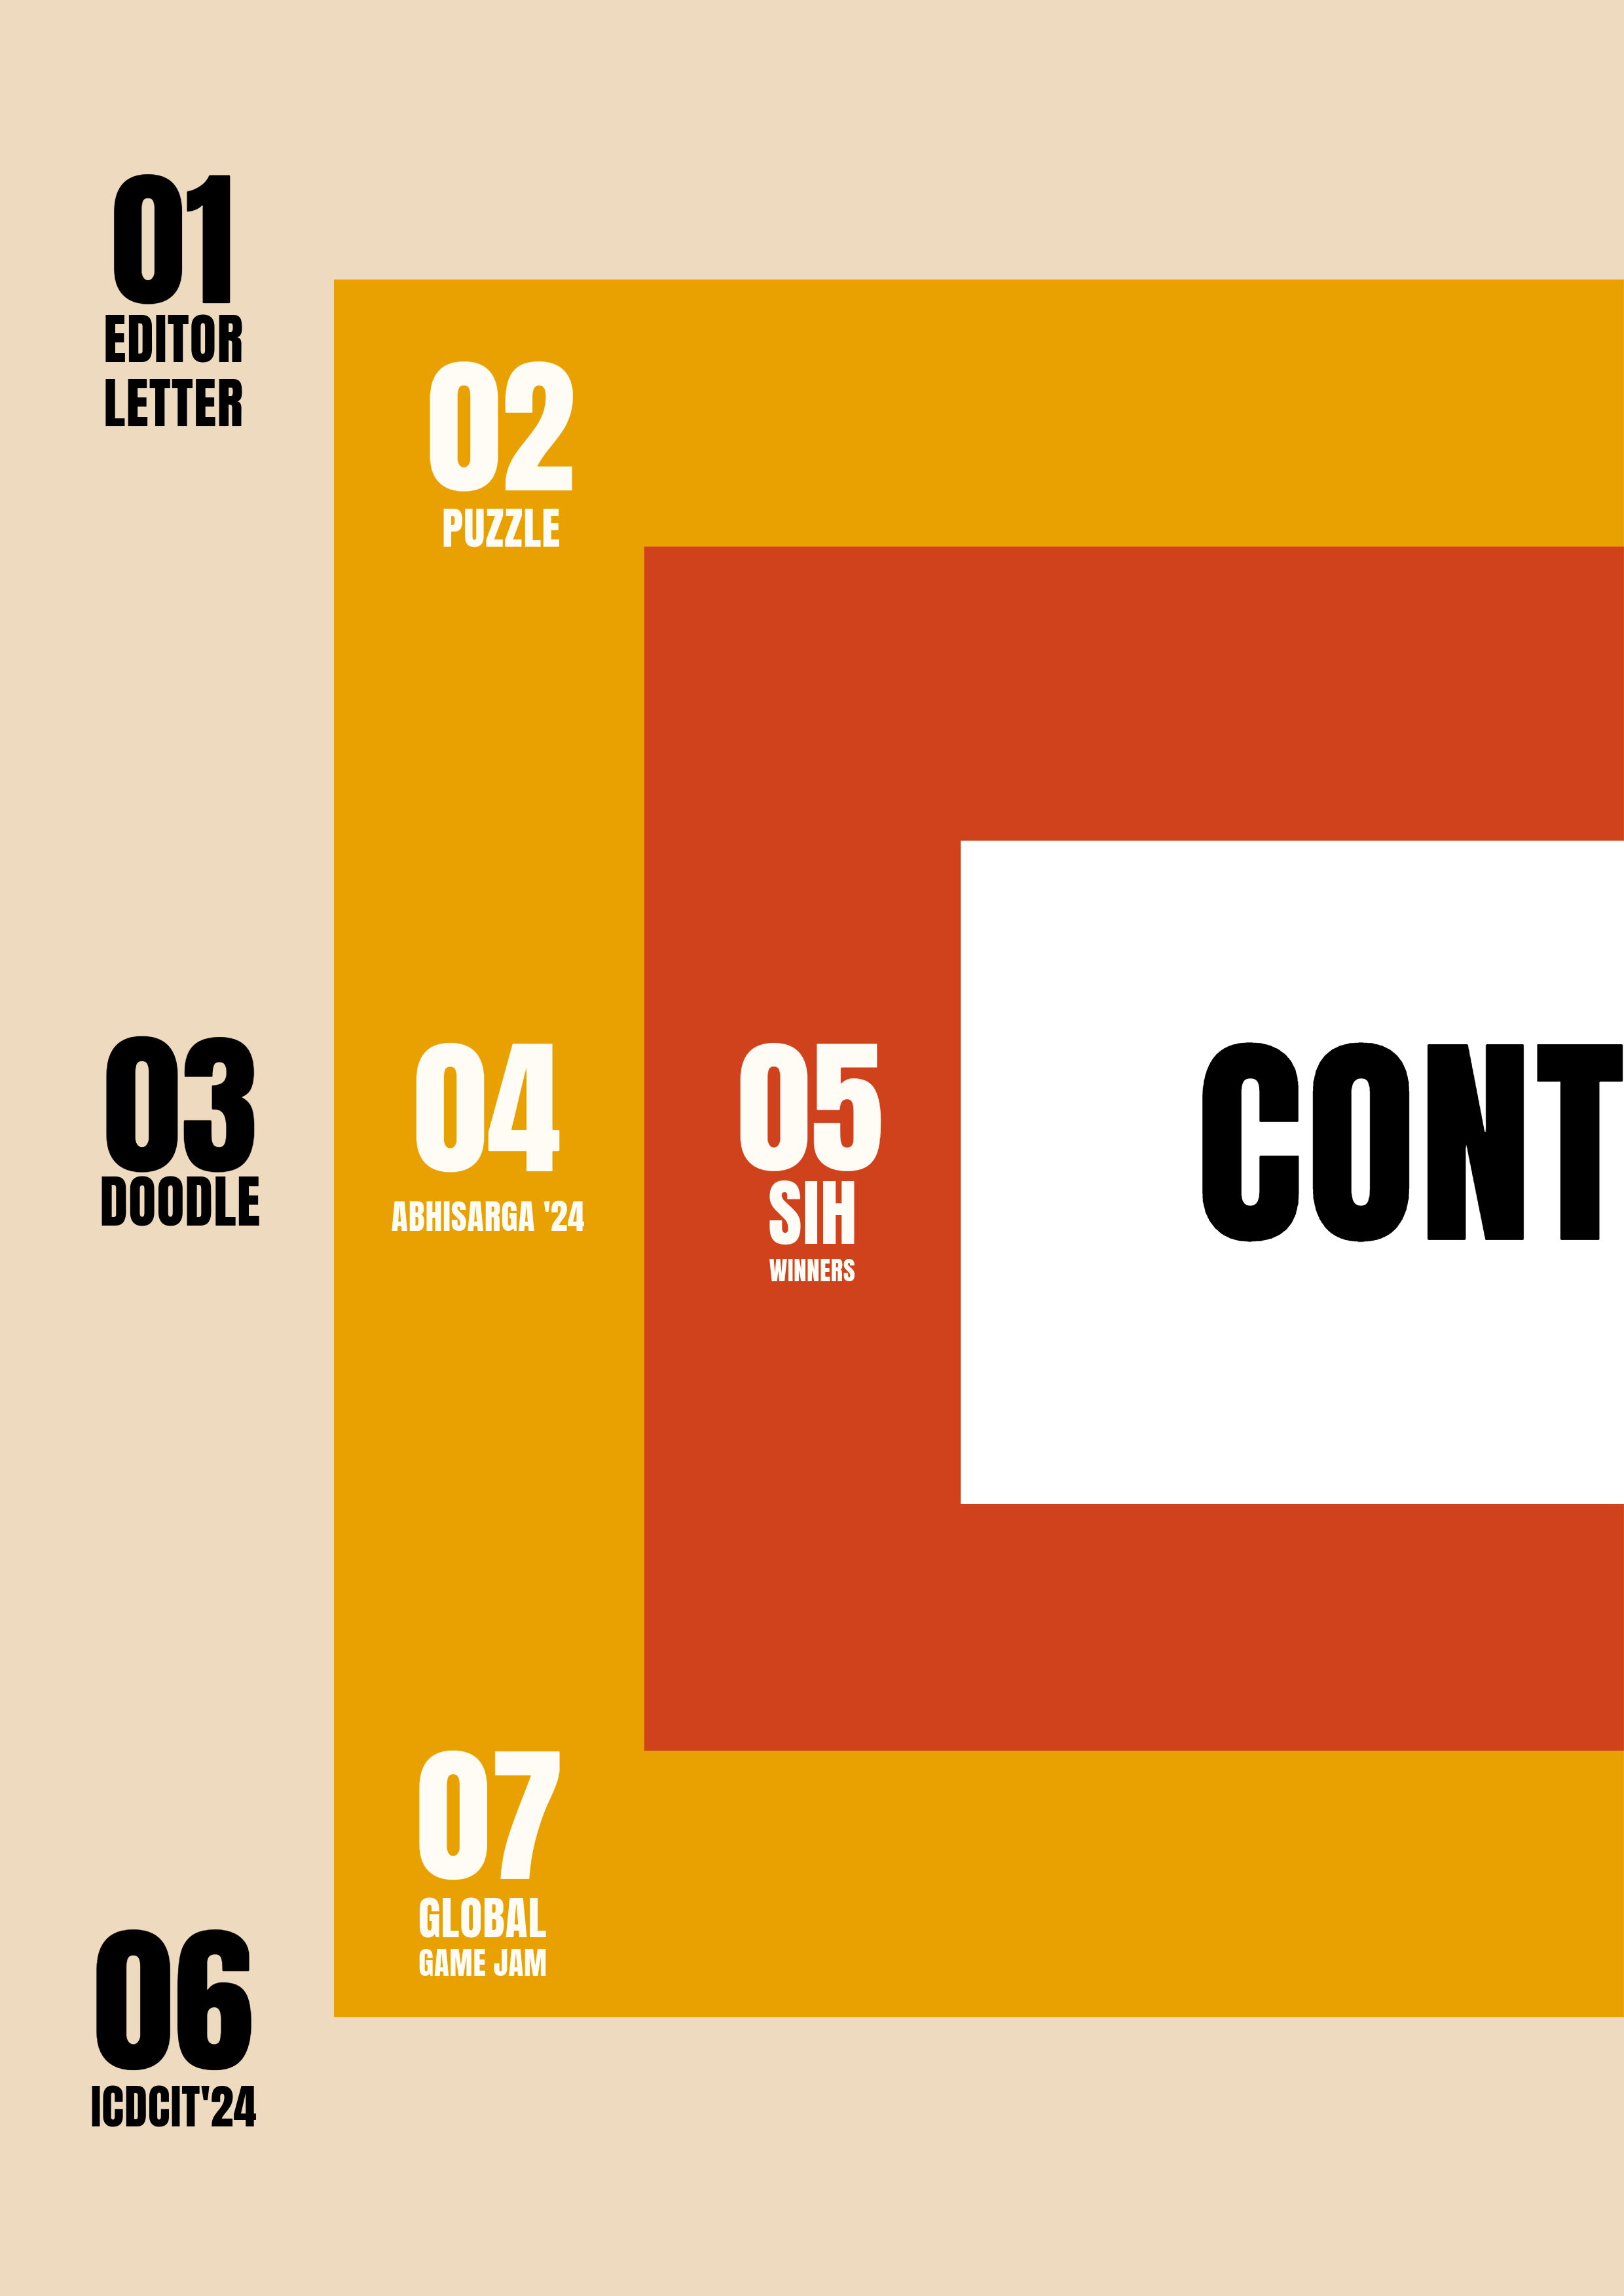 01
EDITOR
LETTER
02
PUZZLE
03
DOODLE
04
ABHISARGA '24
05
SIH
WINNERS
CONT
06
ICDCIT'24
07
GLOBAL
GAME JAM